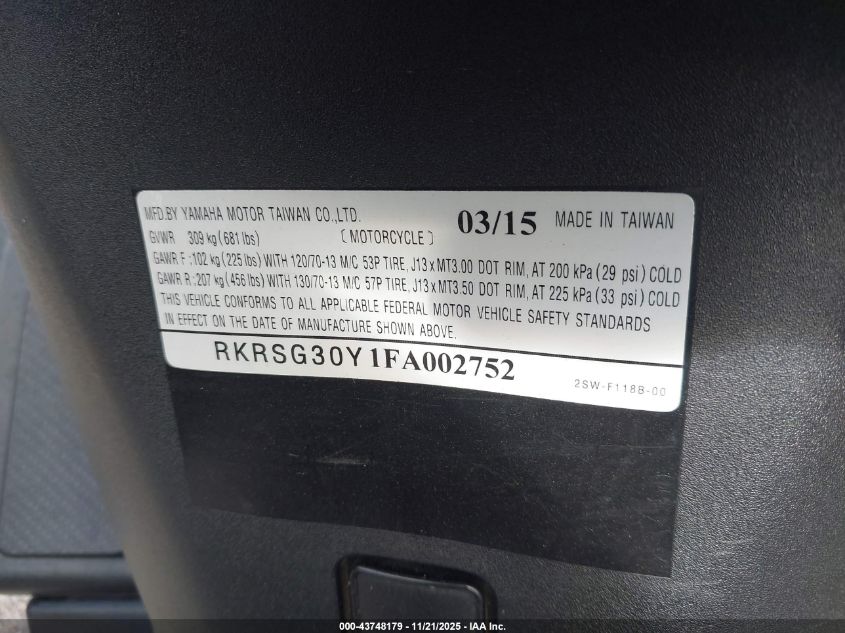 MFD.BY YAMAHA MOTOR TAIWAN CO.,LTD. 03/15 MADE IN TAIWAN
GVWR 309 kg (681 lbs) [ MOTORCYCLE ]
GAWR F : 102 kg (225 lbs) WITH 120/70-13 M/C 53P TIRE, J13 x MT3.00 DOT RIM, AT 200 kPa (29 psi) COLD
GAWR R : 207 kg (456 lbs) WITH 130/70-13 M/C 57P TIRE, J13 x MT3.50 DOT RIM, AT 225 kPa (33 psi) COLD
THIS VEHICLE CONFORMS TO ALL APPLICABLE FEDERAL MOTOR VEHICLE SAFETY STANDARDS
IN EFFECT ON THE DATE OF MANUFACTURE SHOWN ABOVE.
RKRSG30Y1FA002752 2SW-F118B-00
000-43748179 - 11/21/2025 - IAA Inc.